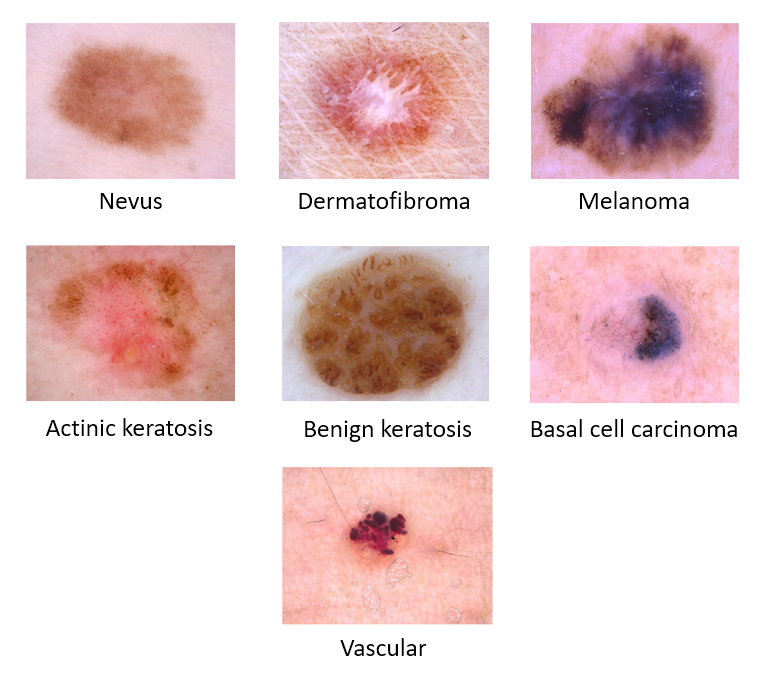 Nevus
Dermatofibroma
Melanoma
Actinic keratosis
Benign keratosis
Basal cell carcinoma
Vascular